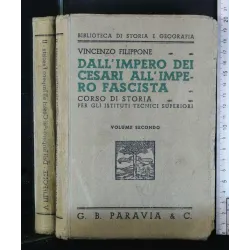 BIBLIOTECA DI STORIA E GEOGRAFIA
VINCENZO FILIPPONE
DALL'IMPERO DEI
CESARI ALL'IMPE-
RO FASCISTA
CORSO DI STORIA
PER GLI ISTITUTI TECNICI SUPERIORI
VOLUME SECONDO
G. B. PARAVIA & C.